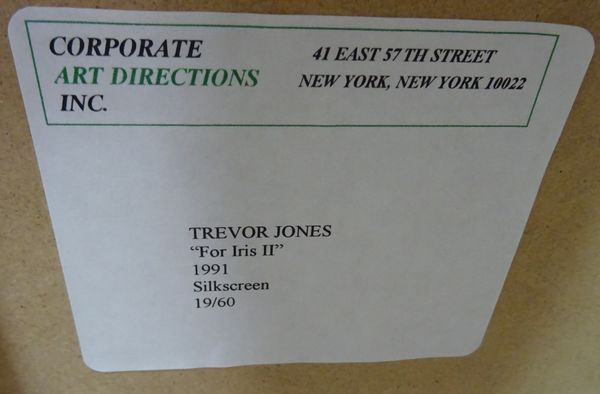 CORPORATE
ART DIRECTIONS
INC.
41 EAST 57 TH STREET
NEW YORK, NEW YORK 10022
TREVOR JONES
“For Iris II”
1991
Silkscreen
19/60